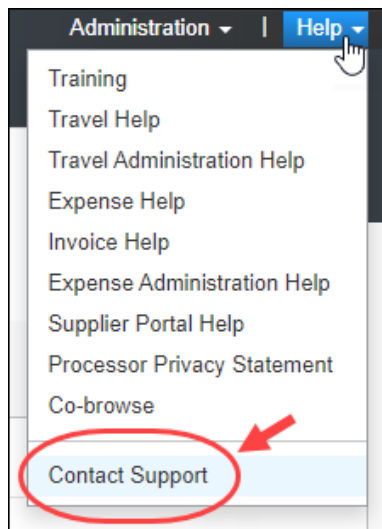 Administration | Help
Training
Travel Help
Travel Administration Help
Expense Help
Invoice Help
Expense Administration Help
Supplier Portal Help
Processor Privacy Statement
Co-browse
Contact Support